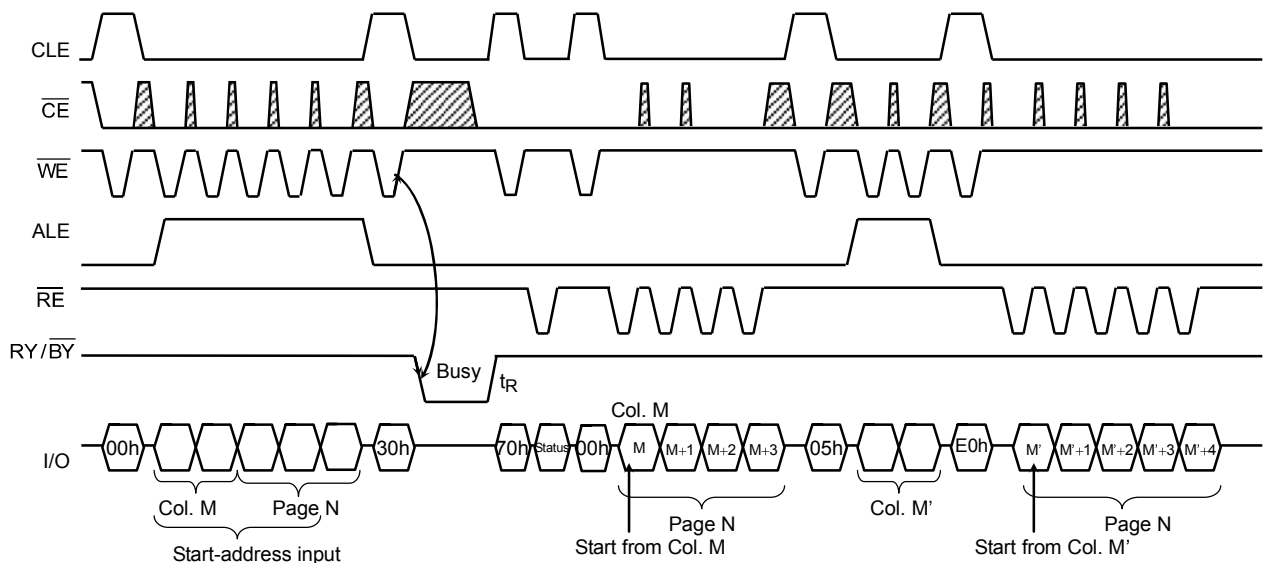 CLE
CE
WE
ALE
RE
RY/BY
Busy
tR
Col. M
I/O
00h
30h
70h
Status
00h
M
M+1
M+2
M+3
05h
E0h
M'
M'+1
M'+2
M'+3
M'+4
Col. M
Page N
Page N
Col. M'
Page N
Start-address input
Start from Col. M
Start from Col. M'